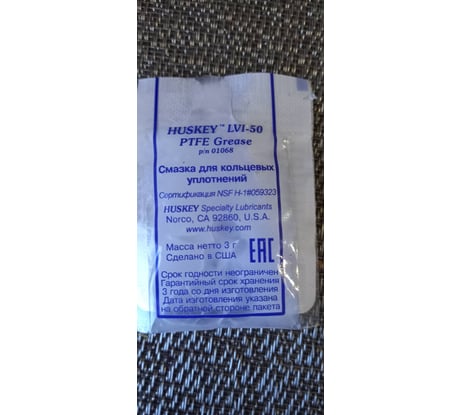 HUSKEY™ LVI-50
PTFE Grease
p/n 01068
Смазка для кольцевых
уплотнений
Сортификация NSF H-1#059323
HUSKEY Specialty Lubricants
Norco, CA 92860, U.S.A.
www.huskey.com
Масса нетто 3 г
Сделано в США
EAC
Срок годности неограничен
Гарантийный срок хранения
3 года со дня изготовления
Дата изготовления указана
на обратной стороне пакета